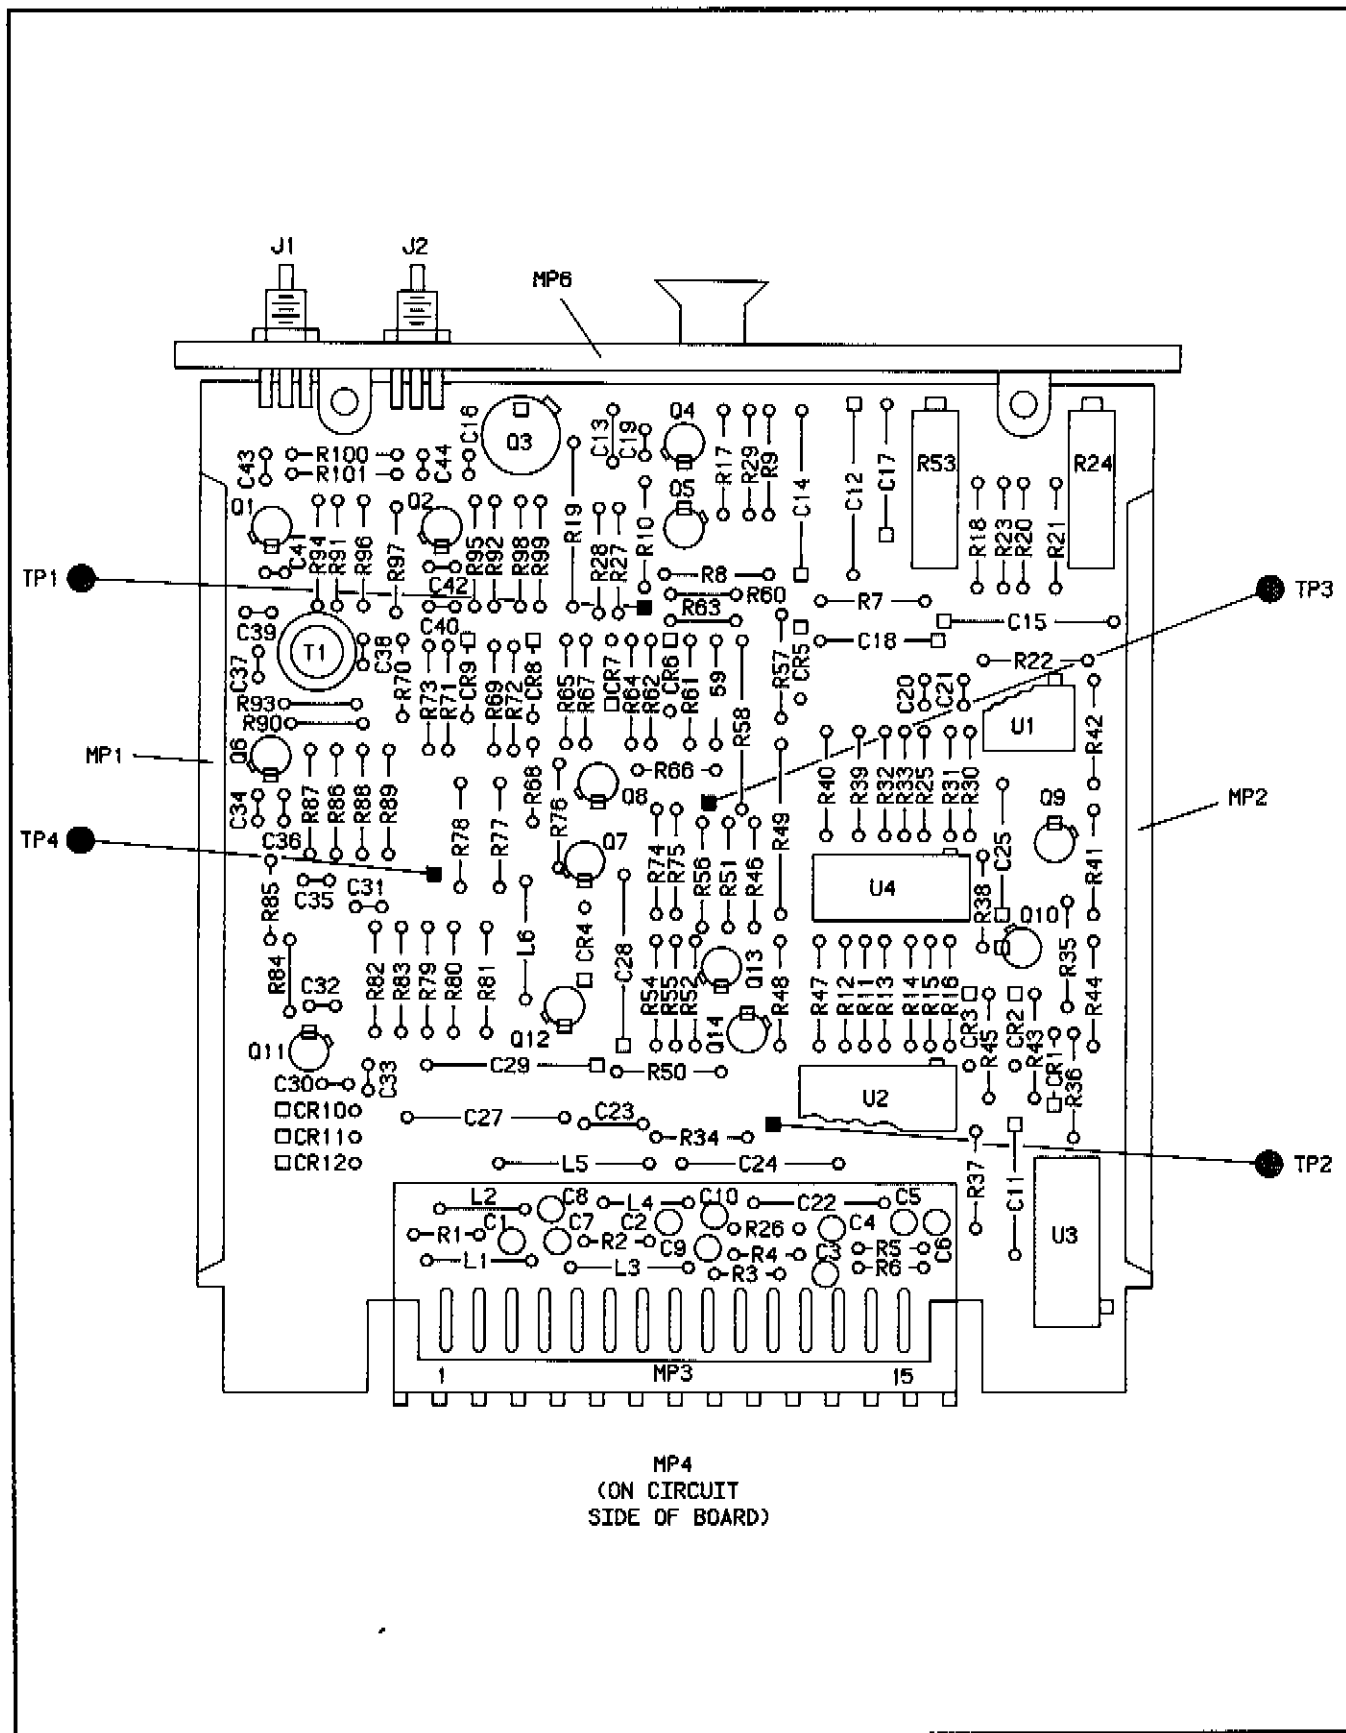 J1 J2
MP6
C43 R100 R101 C44 C16 Q3 C13 C19 Q4 R17 R29 R9 C14 C12 C17 R53 R24
Q1 C41 R94 R91 R96 R97 Q2 C42 R95 R92 R98 R99 R19 R28 R27 R10 Q5 R18 R23 R20 R21
TP1 R8 TP3
C39 T1 C38 C40 R63 R60 R7 C15
C37 R70 R73 R71 CR9 R69 R72 CR8 R65 R67 CR7 R64 R62 CR6 R61 59 R58 R57 CR5 C18 R22
R93 C20 C21
R90 U1 R42
MP1 Q6 R87 R86 R88 R89 R68 R76 R66 R40 R39 R32 R33 R25 R31 R30
C34 C36 R78 R77 Q8 R49 C25 Q9 MP2
TP4 Q7 R74 R75 R56 R51 R46 U4 R38 R41
R85 C35 C31 L6 CR4 C28 Q10 R35
R84 C32 R82 R83 R79 R80 R81 R54 R55 R52 Q13 R48 R47 R12 R11 R13 R14 R15 R16 R44
Q11 Q12 Q14 CR3 R45 CR2 R43 CR1 R36
C30 C33 C29 R50 U2
CR10 C27 C23
CR11 R34
CR12 L5 C24 R37 C11 TP2
L2 C8 L4 C10 C22 C5
R1 C1 C7 C2 R26 C4 U3
R2 C9 R4 C3 R5 C6
L1 L3 R3 R6
1 MP3 15
MP4
(ON CIRCUIT
SIDE OF BOARD)